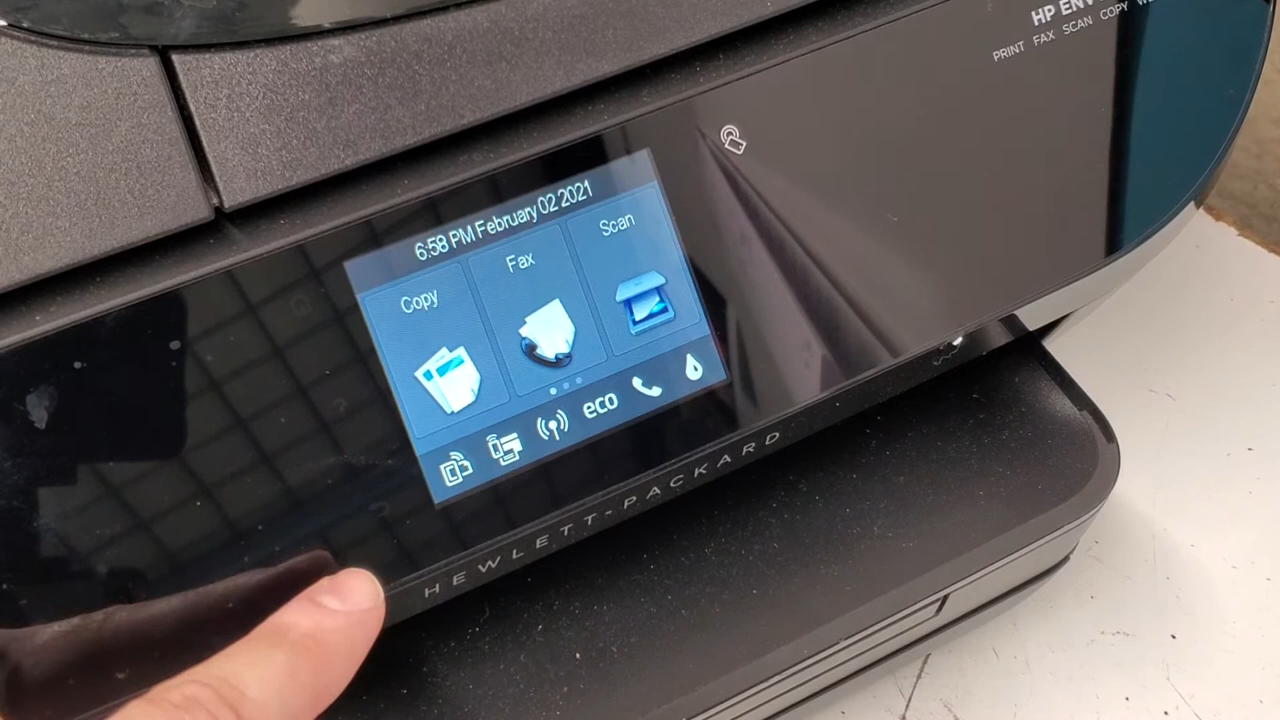 HP ENV
PRINT FAX SCAN COPY
6:58 PM February 02 2021
Copy
Fax
Scan
eco
HEWLETT-PACKARD